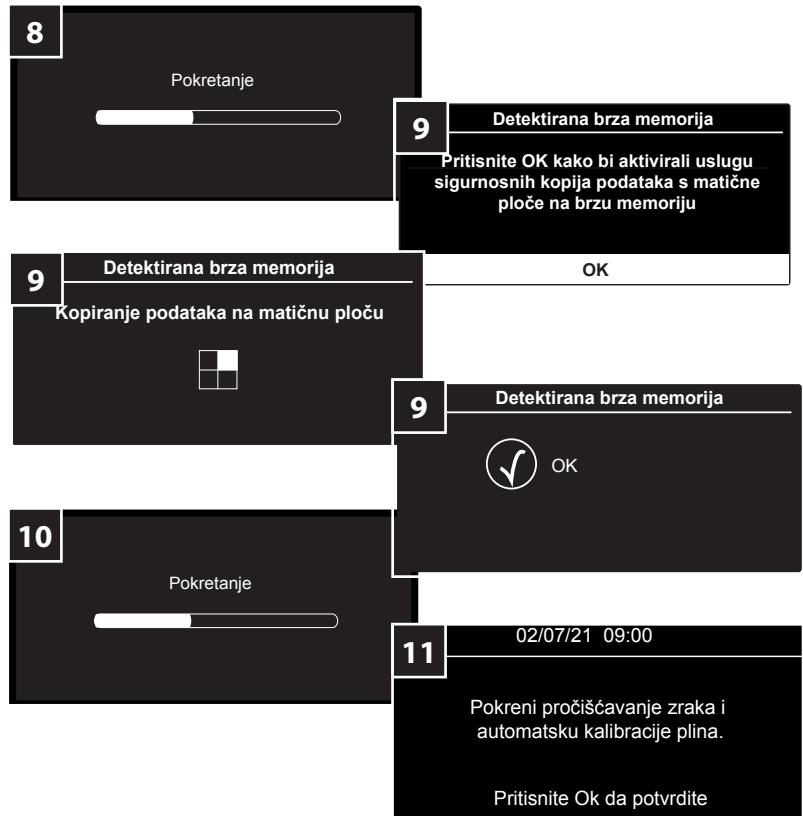 8
Pokretanje
9
Detektirana brza memorija
Pritisnite OK kako bi aktivirali uslugu
sigurnosnih kopija podataka s matične
ploče na brzu memoriju
OK
9
Detektirana brza memorija
Kopiranje podataka na matičnu ploču
9
Detektirana brza memorija
OK
10
Pokretanje
11
02/07/21 09:00
Pokreni pročišćavanje zraka i
automatsku kalibracije plina.
Pritisnite Ok da potvrdite